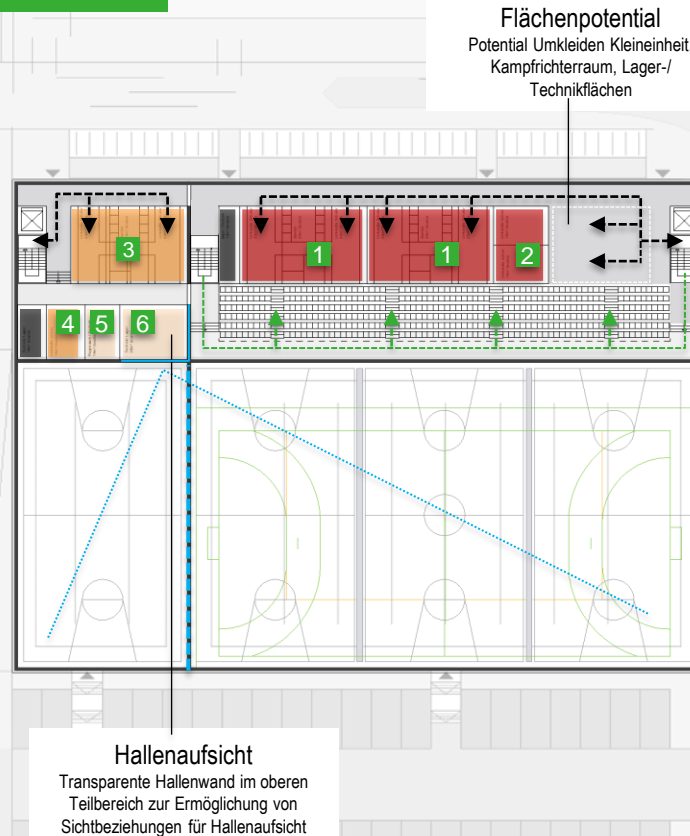 Flächenpotential
Potential Umkleiden Kleineinheit
Kampfrichterraum, Lager-/
Technikflächen
3
1
1
2
4
5
6
Hallenaufsicht
Transparente Hallenwand im oberen
Teilbereich zur Ermöglichung von
Sichtbeziehungen für Hallenaufsicht